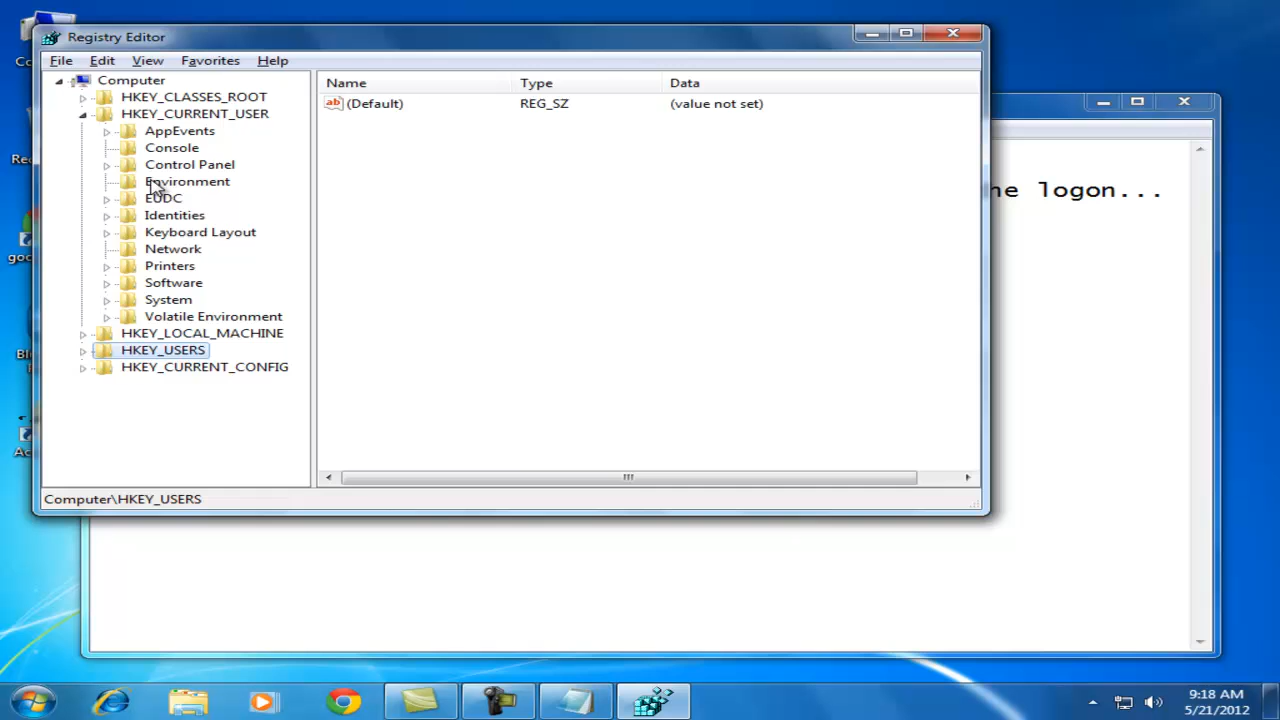 Registry Editor
File Edit View Favorites Help
Computer
HKEY_CLASSES_ROOT
HKEY_CURRENT_USER
AppEvents
Console
Control Panel
Environment
EUDC
Identities
Keyboard Layout
Network
Printers
Software
System
Volatile Environment
HKEY_LOCAL_MACHINE
HKEY_USERS
HKEY_CURRENT_CONFIG
Name Type Data
ab (Default) REG_SZ (value not set)
Computer\HKEY_USERS
logon...
9:18 AM
5/21/2012